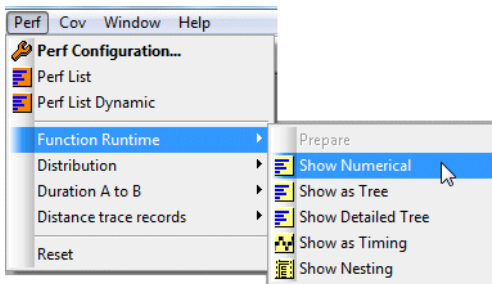 Perf Cov Window Help
Perf Configuration...
Perf List
Perf List Dynamic
Function Runtime
Distribution
Duration A to B
Distance trace records
Reset
Prepare
Show Numerical
Show as Tree
Show Detailed Tree
Show as Timing
Show Nesting